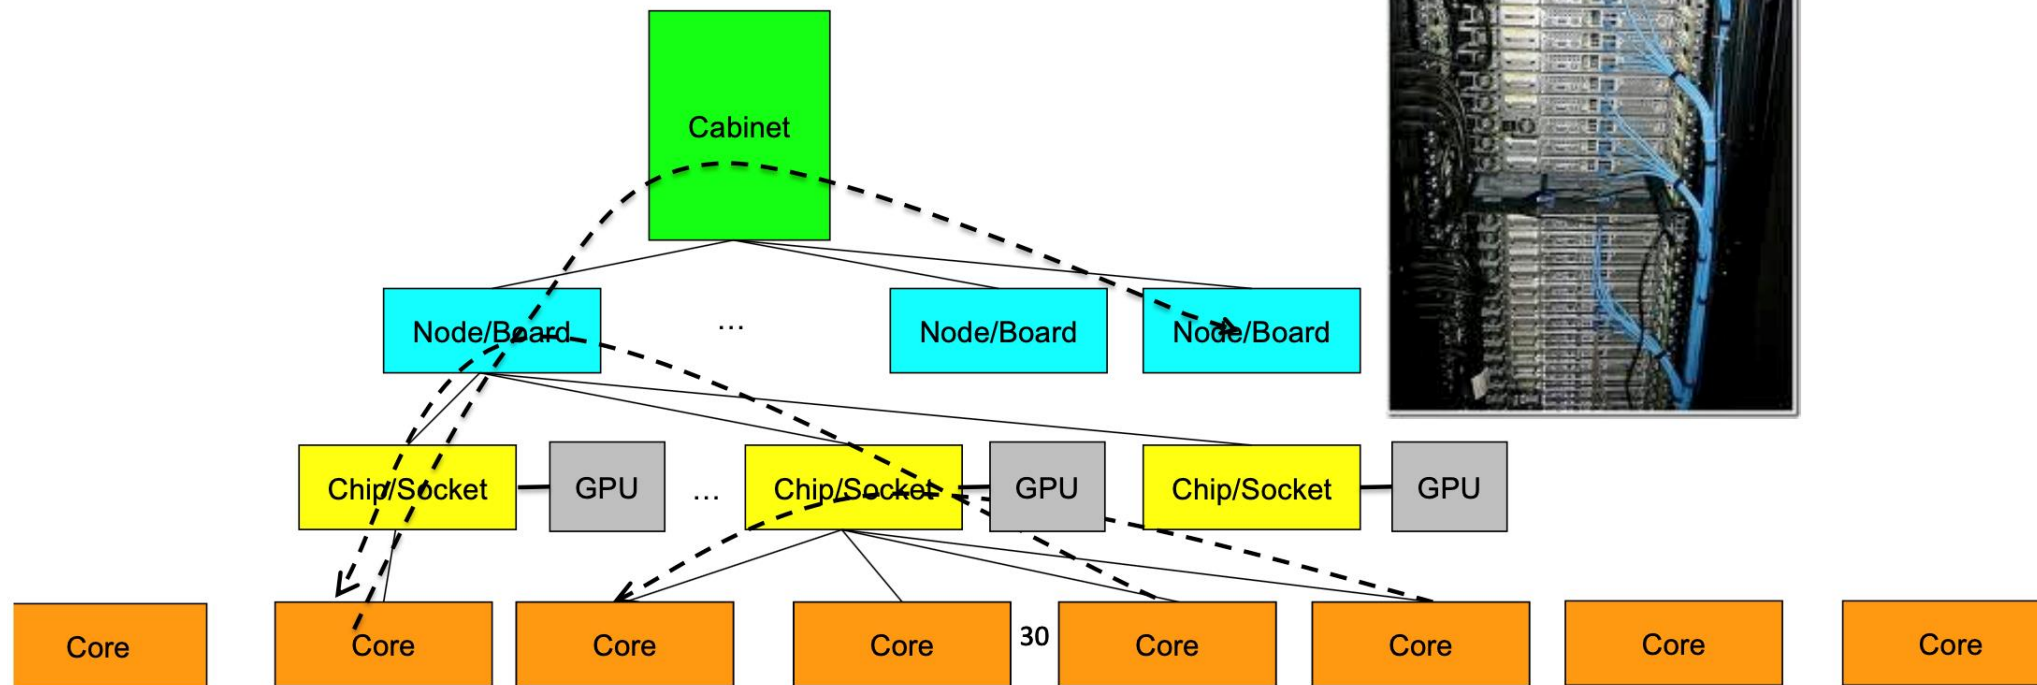 Cabinet
Node/Board
...
Node/Board
Node/Board
Chip/Socket
GPU
...
Chip/Socket
GPU
Chip/Socket
GPU
Core
Core
Core
Core
30
Core
Core
Core
Core